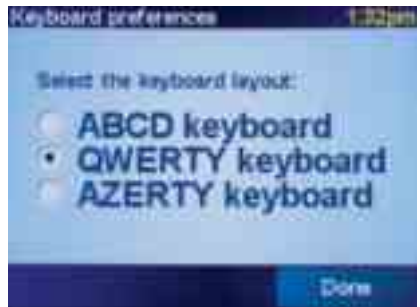 Keyboard preferences 1:32pm
Select the keyboard layout:
ABCD keyboard
QWERTY keyboard
AZERTY keyboard
Done